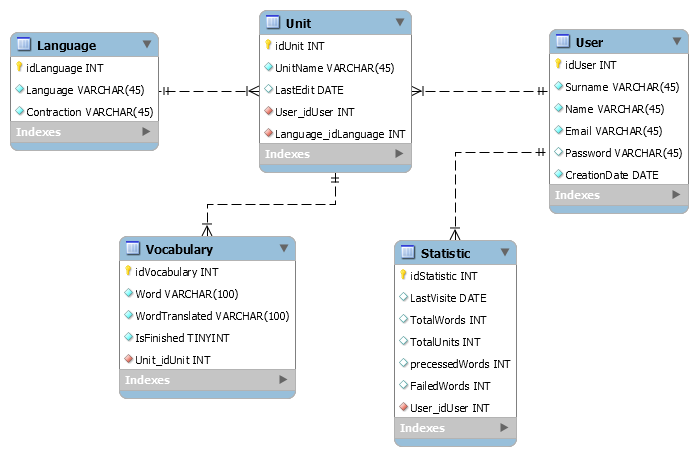 Language
idLanguage INT
Language VARCHAR(45)
Contraction VARCHAR(45)
Indexes
Unit
idUnit INT
UnitName VARCHAR(45)
LastEdit DATE
User_idUser INT
Language_idLanguage INT
Indexes
User
idUser INT
Surname VARCHAR(45)
Name VARCHAR(45)
Email VARCHAR(45)
Password VARCHAR(45)
CreationDate DATE
Indexes
Vocabulary
idVocabulary INT
Word VARCHAR(100)
WordTranslated VARCHAR(100)
IsFinished TINYINT
Unit_idUnit INT
Indexes
Statistic
idStatistic INT
LastVisite DATE
TotalWords INT
TotalUnits INT
precessedWords INT
FailedWords INT
User_idUser INT
Indexes